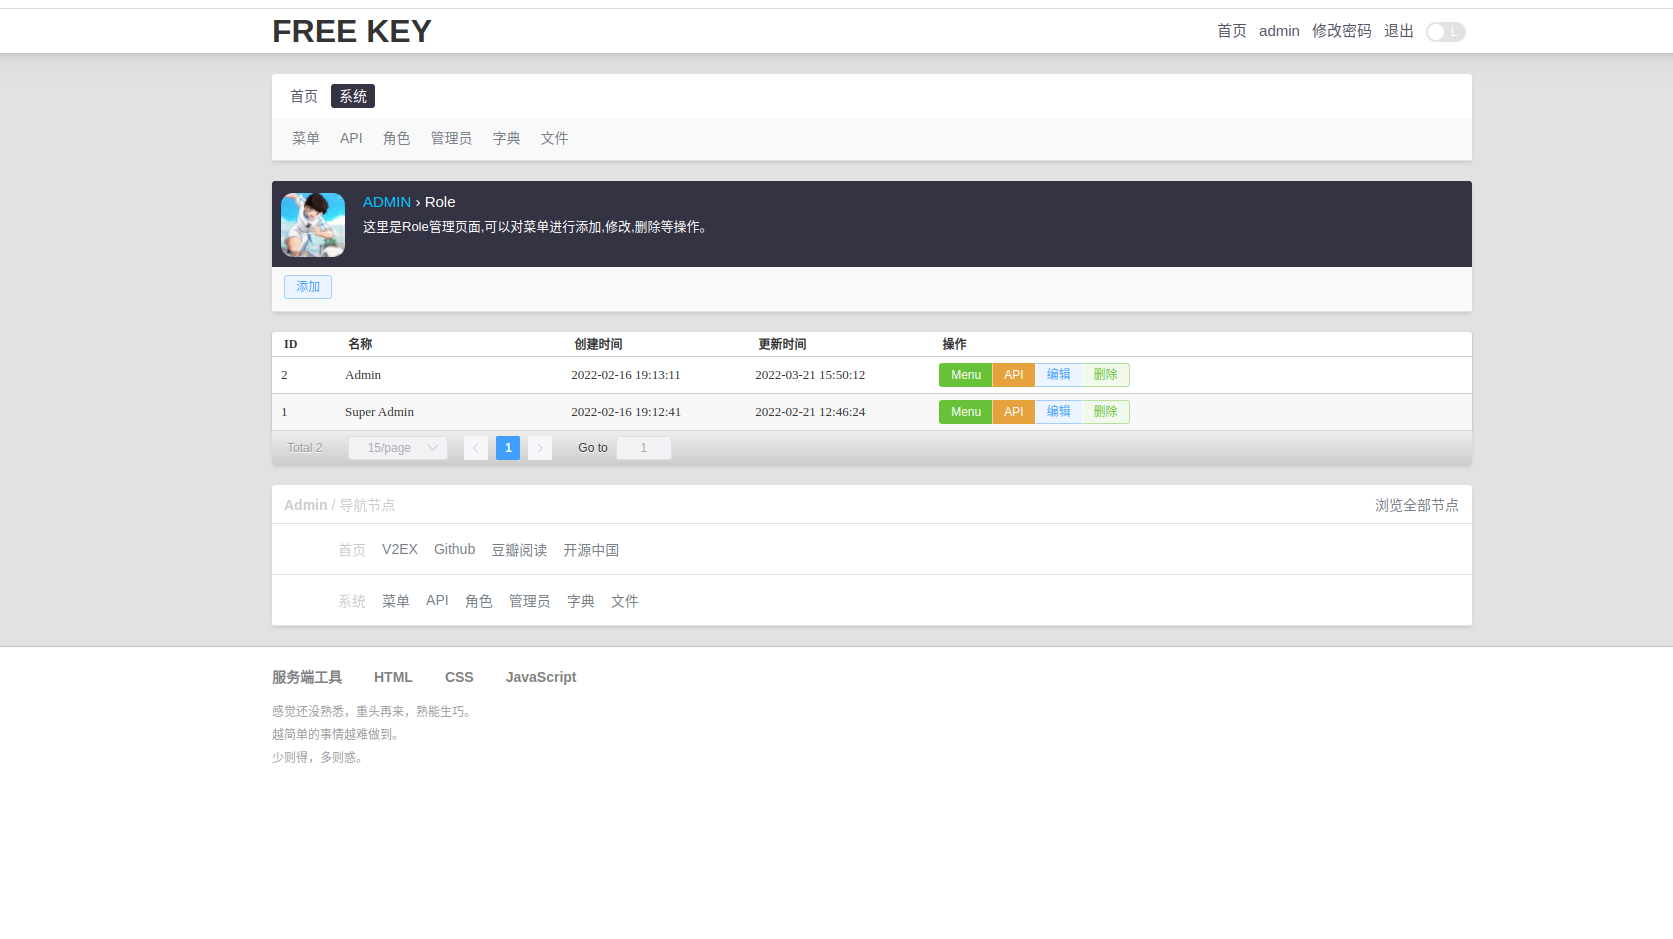 FREE KEY
首页 admin 修改密码 退出 L
首页 系统
菜单 API 角色 管理员 字典 文件
ADMIN › Role
这里是Role管理页面,可以对菜单进行添加,修改,删除等操作。
添加
ID 名称 创建时间 更新时间 操作
2 Admin 2022-02-16 19:13:11 2022-03-21 15:50:12 Menu API 编辑 删除
1 Super Admin 2022-02-16 19:12:41 2022-02-21 12:46:24 Menu API 编辑 删除
Total 2 15/page 1 Go to 1
Admin / 导航节点 浏览全部节点
首页 V2EX Github 豆瓣阅读 开源中国
系统 菜单 API 角色 管理员 字典 文件
服务端工具 HTML CSS JavaScript
感觉还没熟悉，重头再来，熟能生巧。
越简单的事情越难做到。
少则得，多则惑。